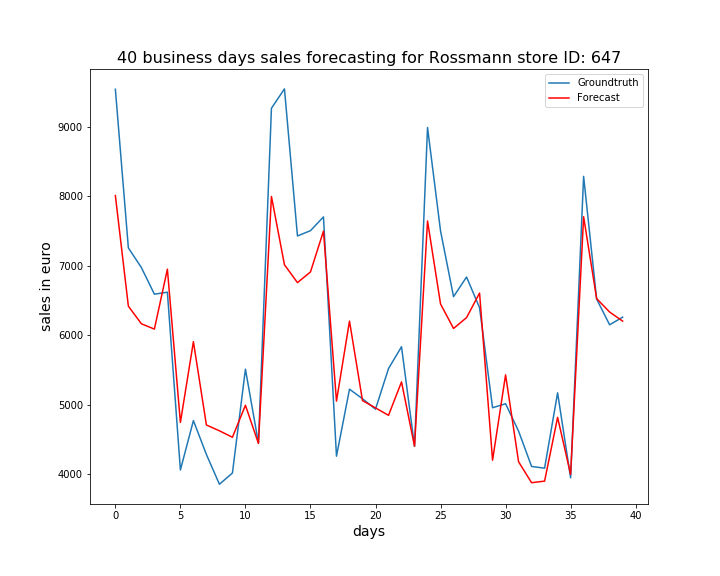 40 business days sales forecasting for Rossmann store ID: 647
Groundtruth
Forecast
sales in euro
9000
8000
7000
6000
5000
4000
0 5 10 15 20 25 30 35 40
days